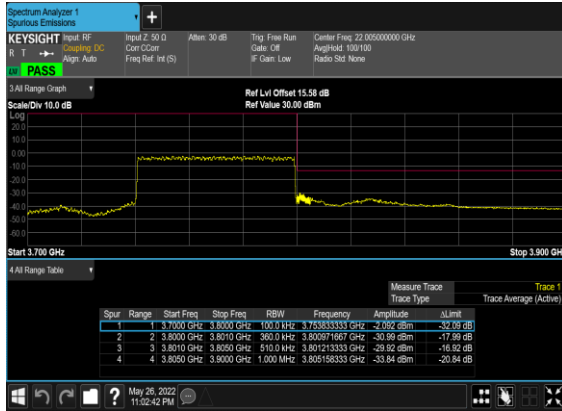 Spectrum Analyzer 1
Spurious Emissions
KEYSIGHT Input: RF Input Z: 50 Ω Atten: 30 dB Trig: Free Run Center Freq: 22.005000000 GHz
R T Coupling: DC Corr CCorr Gate: Off Avg|Hold: 100/100
Align: Auto Freq Ref: Int (S) IF Gain: Low Radio Std: None
PASS
3 All Range Graph
Ref Lvl Offset 15.58 dB
Scale/Div 10.0 dB Ref Value 30.00 dBm
Log
20.0
10.0
0.00
-10.0
-20.0
-30.0
-40.0
-50.0
-60.0
Start 3.700 GHz Stop 3.900 GHz
4 All Range Table
Measure Trace Trace 1
Trace Type Trace Average (Active)
Spur Range Start Freq Stop Freq RBW Frequency Amplitude ΔLimit
1 1 3.7000 GHz 3.8000 GHz 100.0 kHz 3.753833333 GHz -2.092 dBm -32.09 dB
2 2 3.8000 GHz 3.8010 GHz 360.0 kHz 3.800971667 GHz -30.99 dBm -17.99 dB
3 3 3.8010 GHz 3.8050 GHz 510.0 kHz 3.801213333 GHz -29.92 dBm -16.92 dB
4 4 3.8050 GHz 3.9000 GHz 1.000 MHz 3.805158333 GHz -33.84 dBm -20.84 dB
May 26, 2022
11:02:42 PM